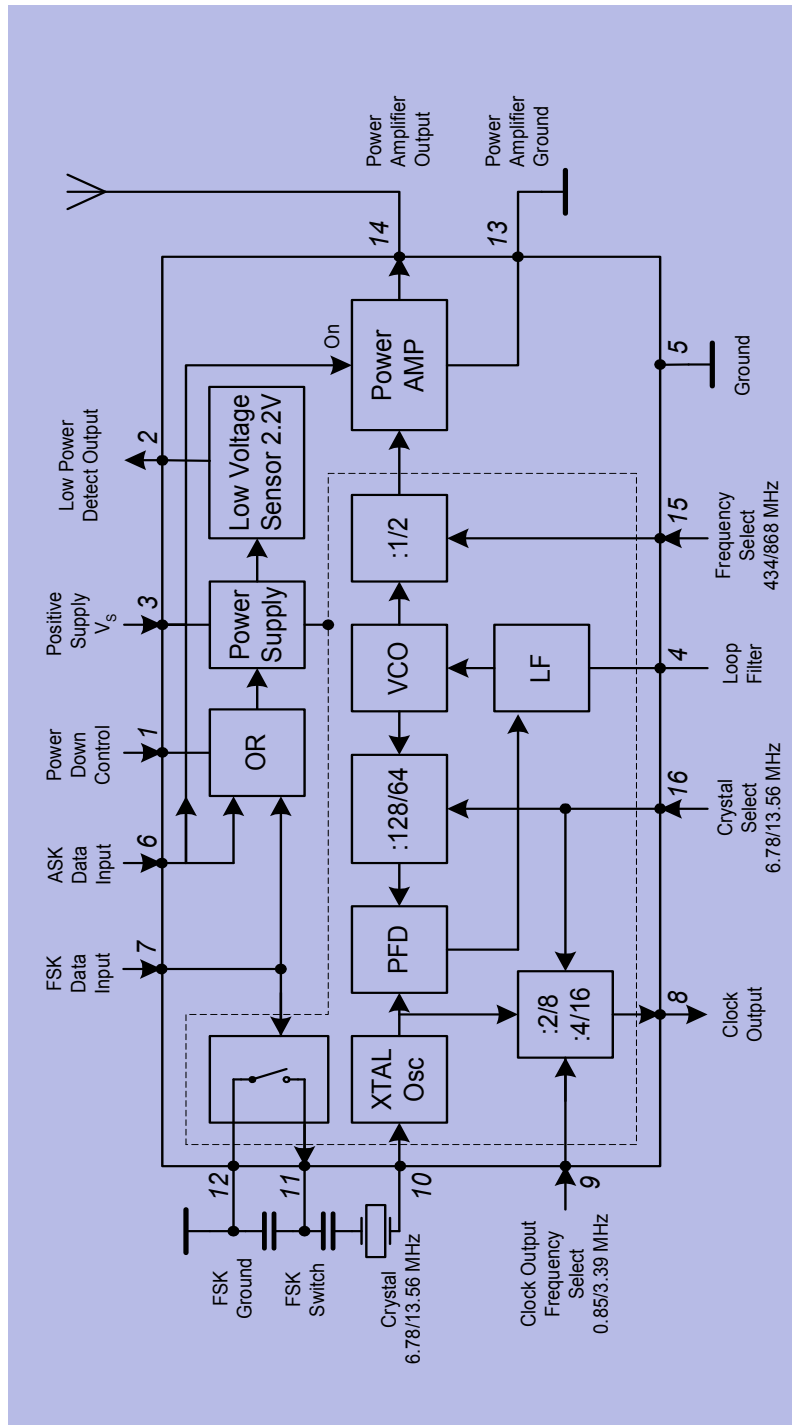 FSK
Data
Input
7
ASK
Data
Input
6
Power
Down
Control
1
Positive
Supply
VS
3
Low Power
Detect Output
2
OR
Power
Supply
Low Voltage
Sensor 2.2V
On
12
11
10
9
FSK
Ground
FSK
Switch
Crystal
6.78/13.56 MHz
Clock Output
Frequency
Select
0.85/3.39 MHz
XTAL
Osc
PFD
:128/64
VCO
:1/2
Power
AMP
14
Power
Amplifier
Output
13
Power
Amplifier
Ground
:2/8
:4/16
LF
8
Clock
Output
16
Crystal
Select
6.78/13.56 MHz
4
Loop
Filter
15
Frequency
Select
434/868 MHz
5
Ground